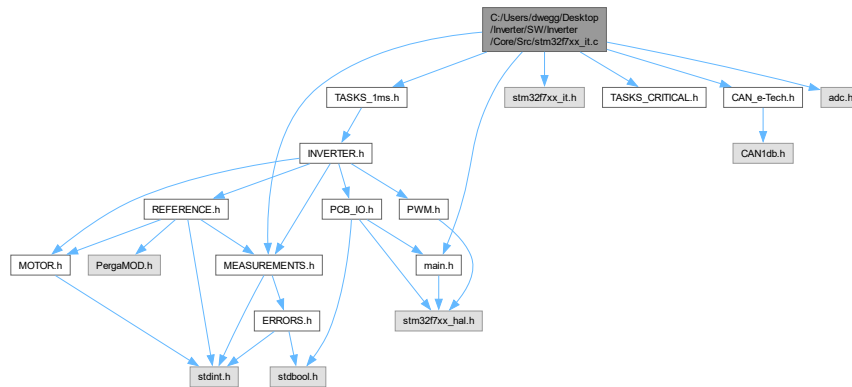 C:/Users/dwegg/Desktop
/Inverter/SW/Inverter
/Core/Src/stm32f7xx_it.c
TASKS_1ms.h
stm32f7xx_it.h
TASKS_CRITICAL.h
CAN_e-Tech.h
adc.h
INVERTER.h
CAN1db.h
REFERENCE.h
PCB_IO.h
PWM.h
MOTOR.h
PergaMOD.h
MEASUREMENTS.h
main.h
ERRORS.h
stm32f7xx_hal.h
stdint.h
stdbool.h